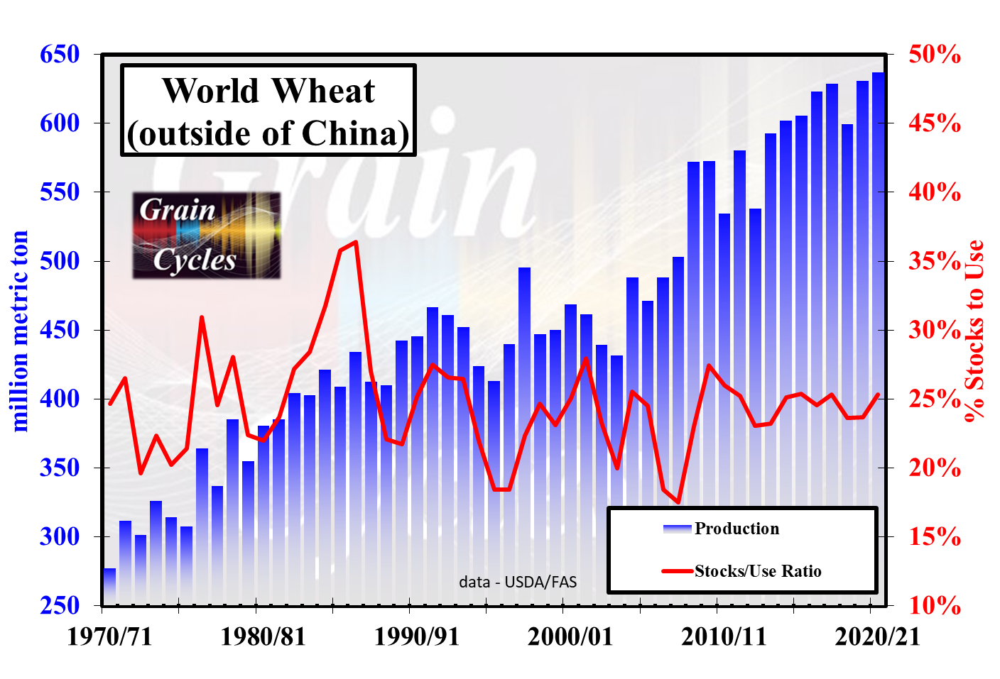 World Wheat
(outside of China)
Grain
Grain
Cycles
650
600
550
500
450
400
350
300
250
million metric ton
50%
45%
40%
35%
30%
25%
20%
15%
10%
% Stocks to Use
Production
Stocks/Use Ratio
data - USDA/FAS
1970/71
1980/81
1990/91
2000/01
2010/11
2020/21